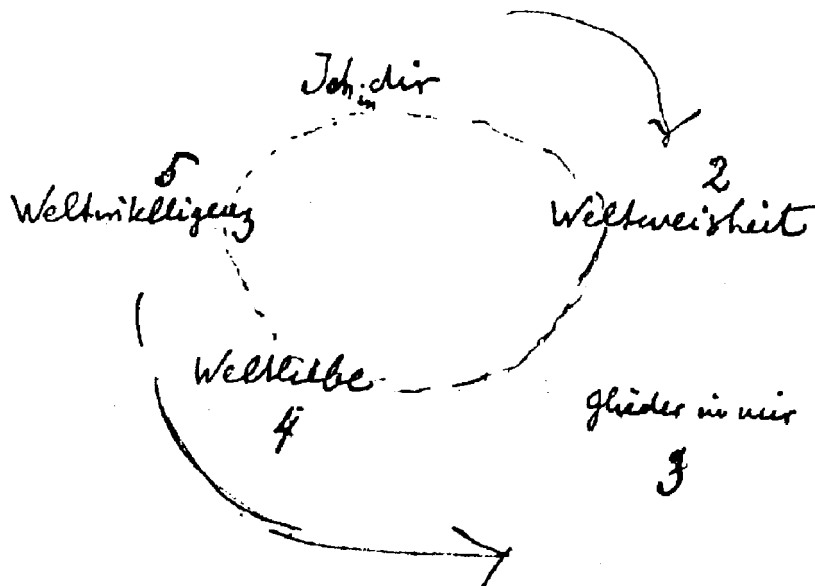 Ich in dir
5
Weltintelligenz
2
Weltweisheit
Weltliebe
4
Glieder in mir
3